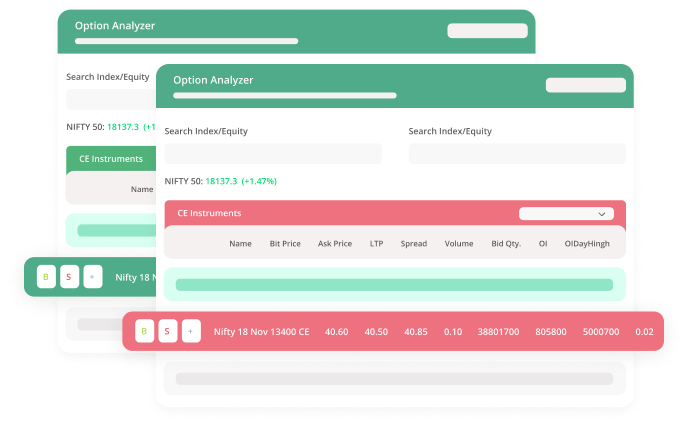 Option Analyzer
Search Index/Equity
NIFTY 50: 18137.3 (+1
CE Instruments
Name
B S + Nifty 18 N
Option Analyzer
Search Index/Equity Search Index/Equity
NIFTY 50: 18137.3 (+1.47%)
CE Instruments
Name Bit Price Ask Price LTP Spread Volume Bid Qty. OI OIDayHingh
B S + Nifty 18 Nov 13400 CE 40.60 40.50 40.85 0.10 38801700 805800 5000700 0.02